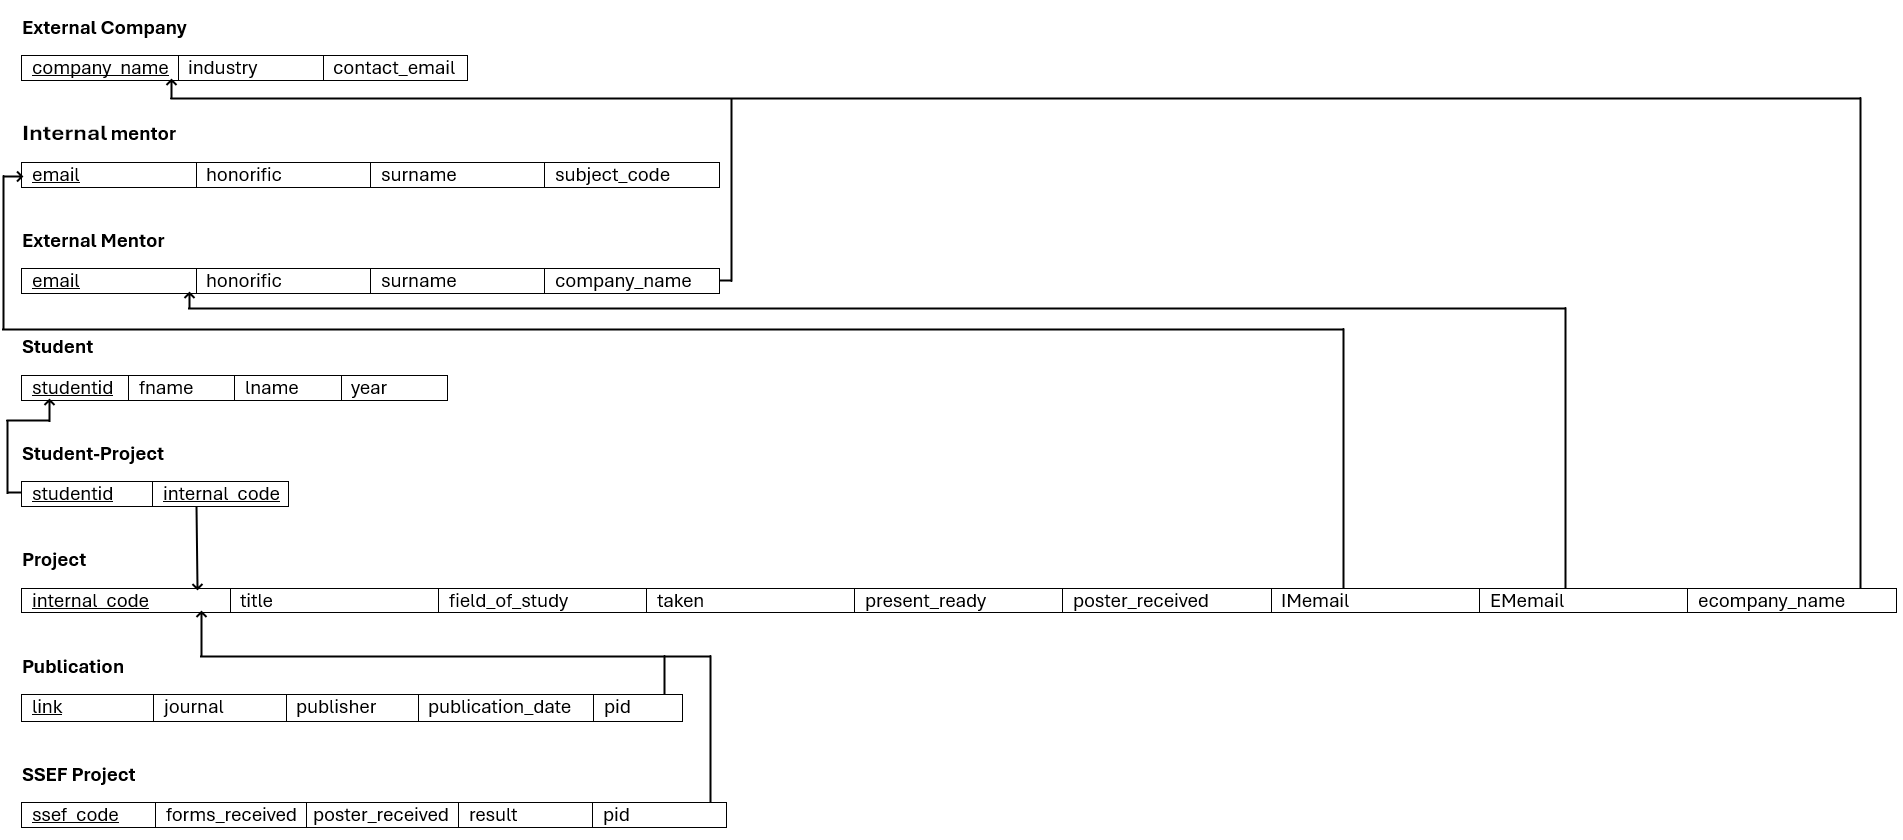 External Company
company_name industry contact_email
Internal mentor
email honorific surname subject_code
External Mentor
email honorific surname company_name
Student
studentid fname lname year
Student-Project
studentid internal_code
Project
internal_code title field_of_study taken present_ready poster_received IMemail EMemail ecompany_name
Publication
link journal publisher publication_date pid
SSEF Project
ssef_code forms_received poster_received result pid